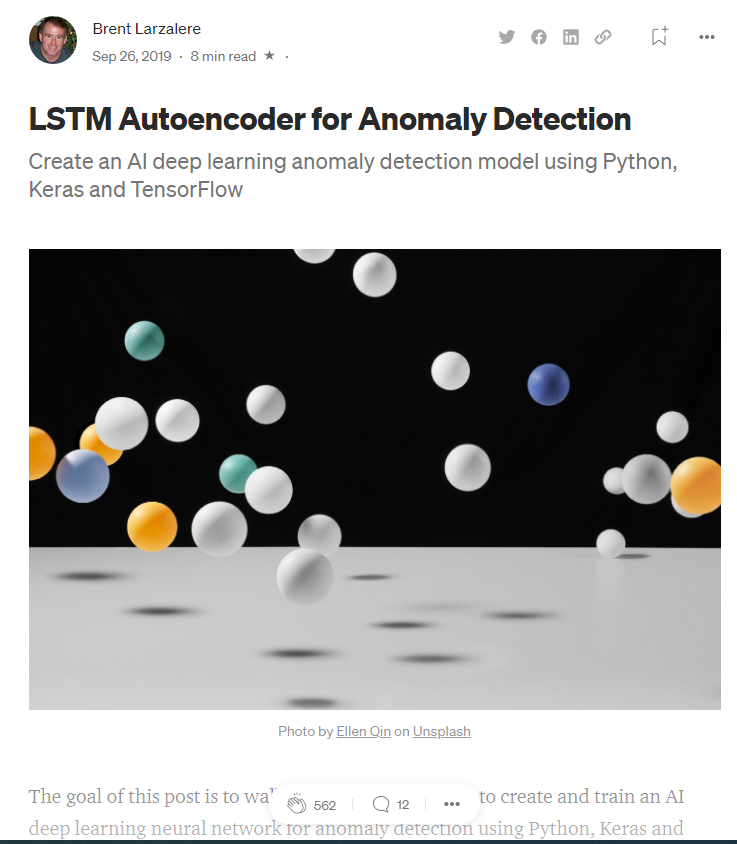 Brent Larzalere
Sep 26, 2019 · 8 min read ★ ·
LSTM Autoencoder for Anomaly Detection
Create an AI deep learning anomaly detection model using Python,
Keras and TensorFlow
Photo by Ellen Qin on Unsplash
The goal of this post is to to create and train an AI
562 12
deep learning neural network for anomaly detection using Python, Keras and